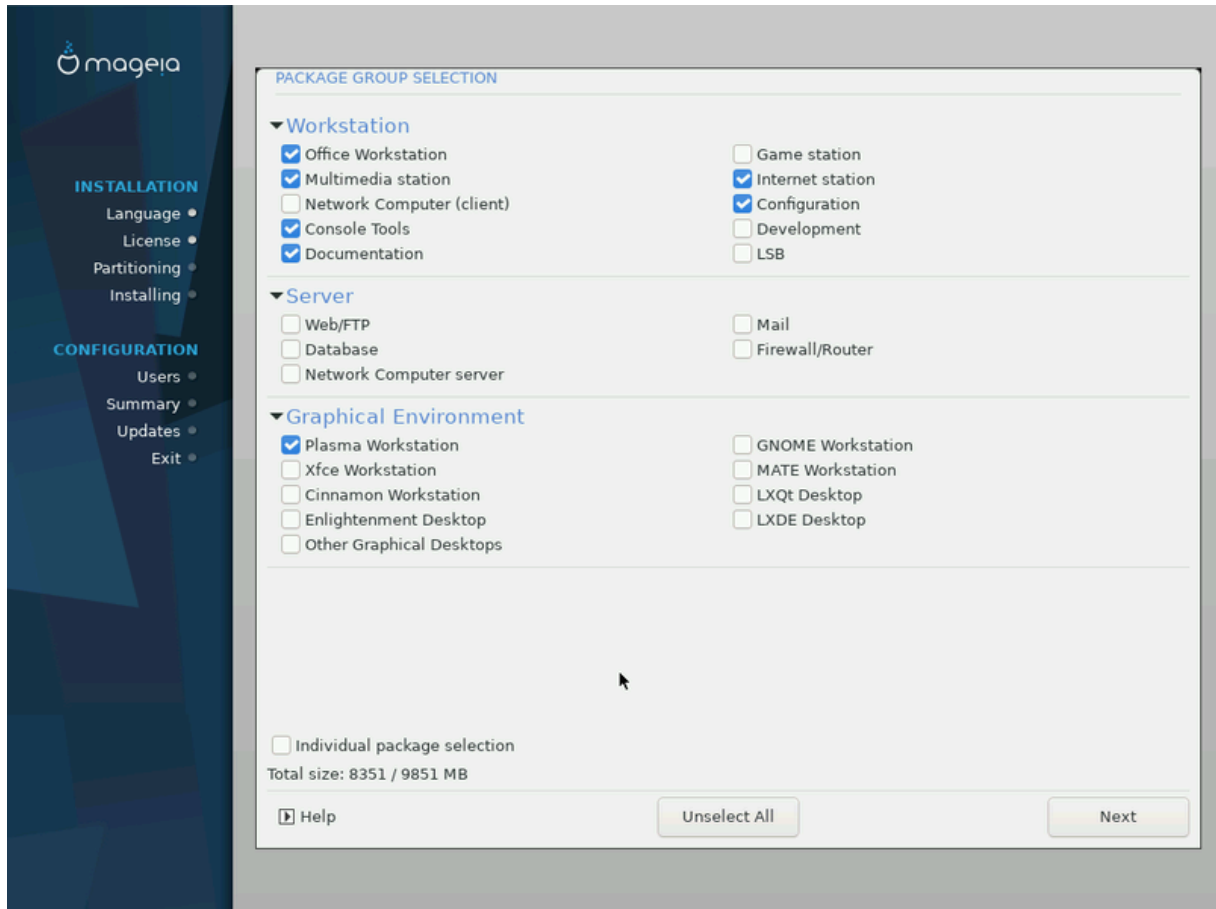 mageia
PACKAGE GROUP SELECTION
INSTALLATION
Language
License
Partitioning
Installing
CONFIGURATION
Users
Summary
Updates
Exit
Workstation
Office Workstation
Game station
Multimedia station
Internet station
Network Computer (client)
Configuration
Console Tools
Development
Documentation
LSB
Server
Web/FTP
Mail
Database
Firewall/Router
Network Computer server
Graphical Environment
Plasma Workstation
GNOME Workstation
Xfce Workstation
MATE Workstation
Cinnamon Workstation
LXQt Desktop
Enlightenment Desktop
LXDE Desktop
Other Graphical Desktops
Individual package selection
Total size: 8351 / 9851 MB
Help
Unselect All
Next